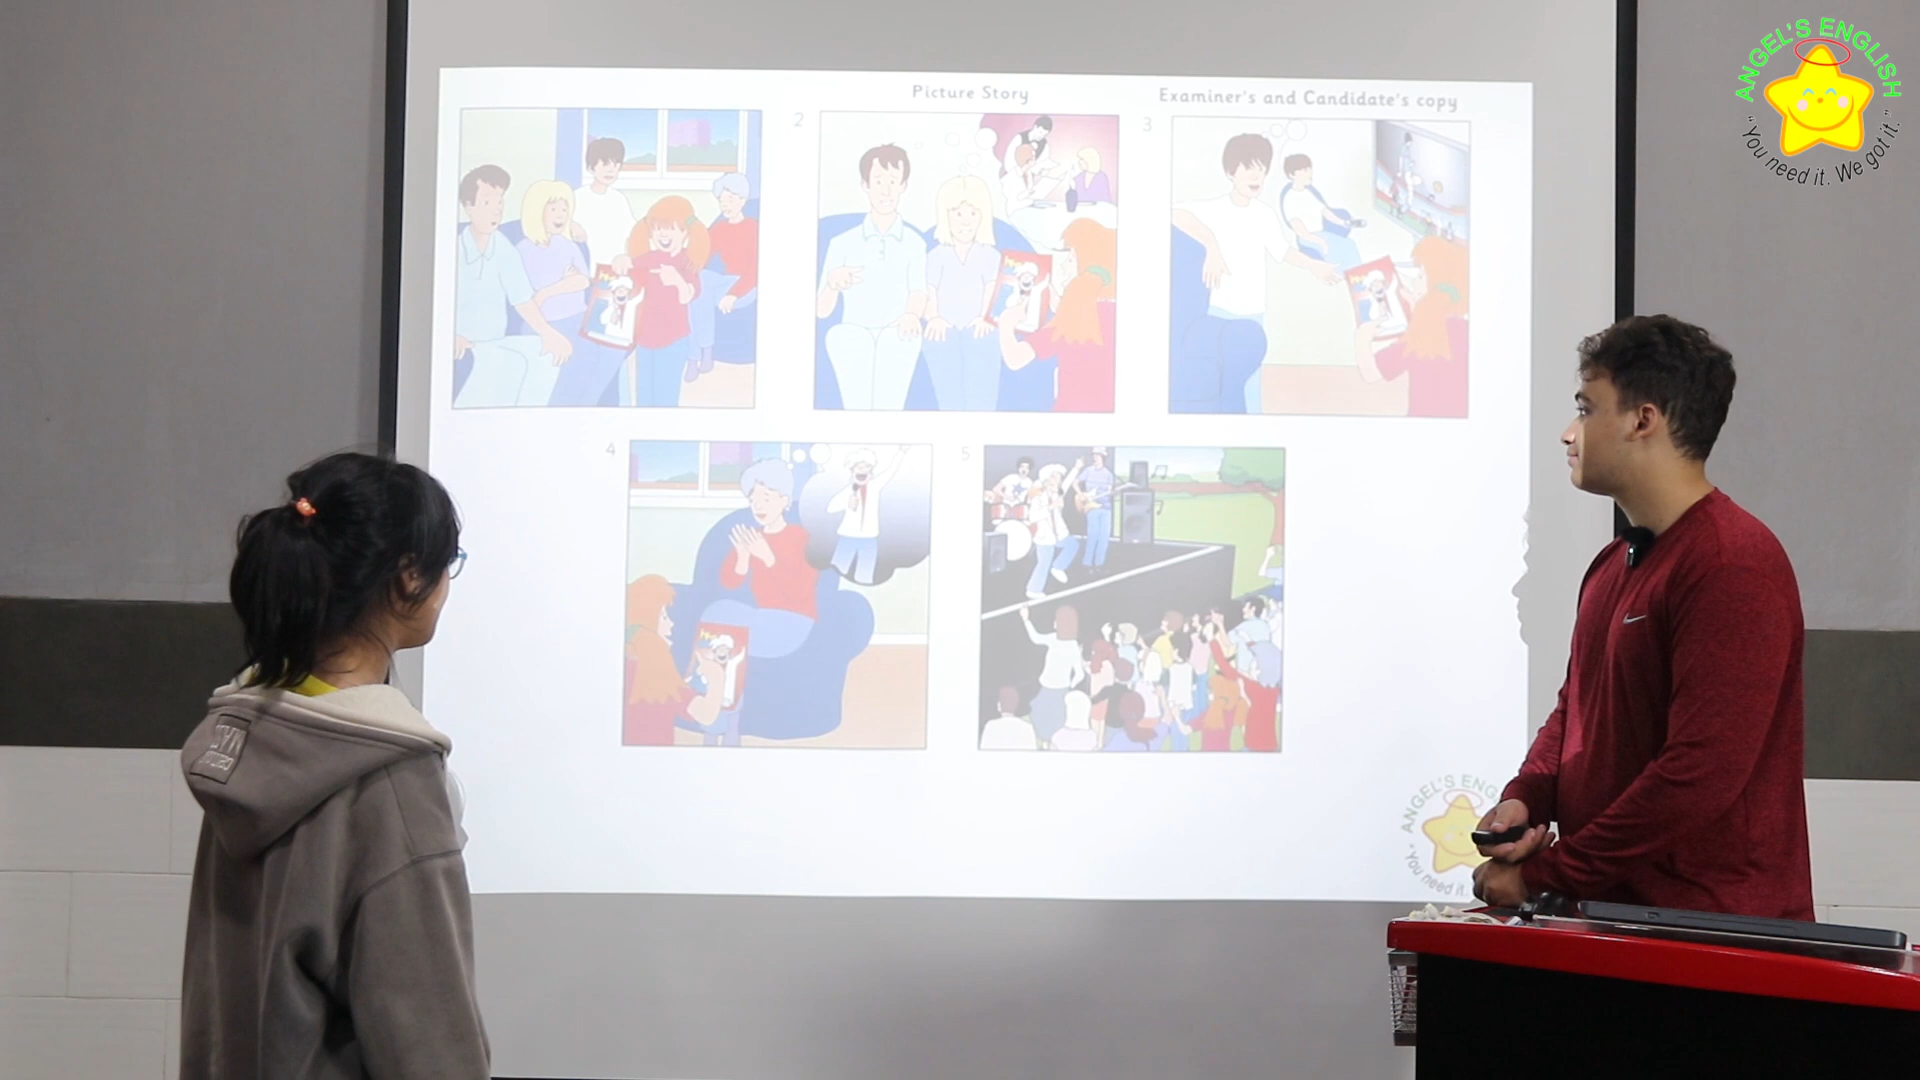 Picture Story
Examiner's and Candidate's copy
2
3
4
5
ANGEL'S ENGLISH
"You need it. We got it."
ANGEL'S ENG
"You need it.